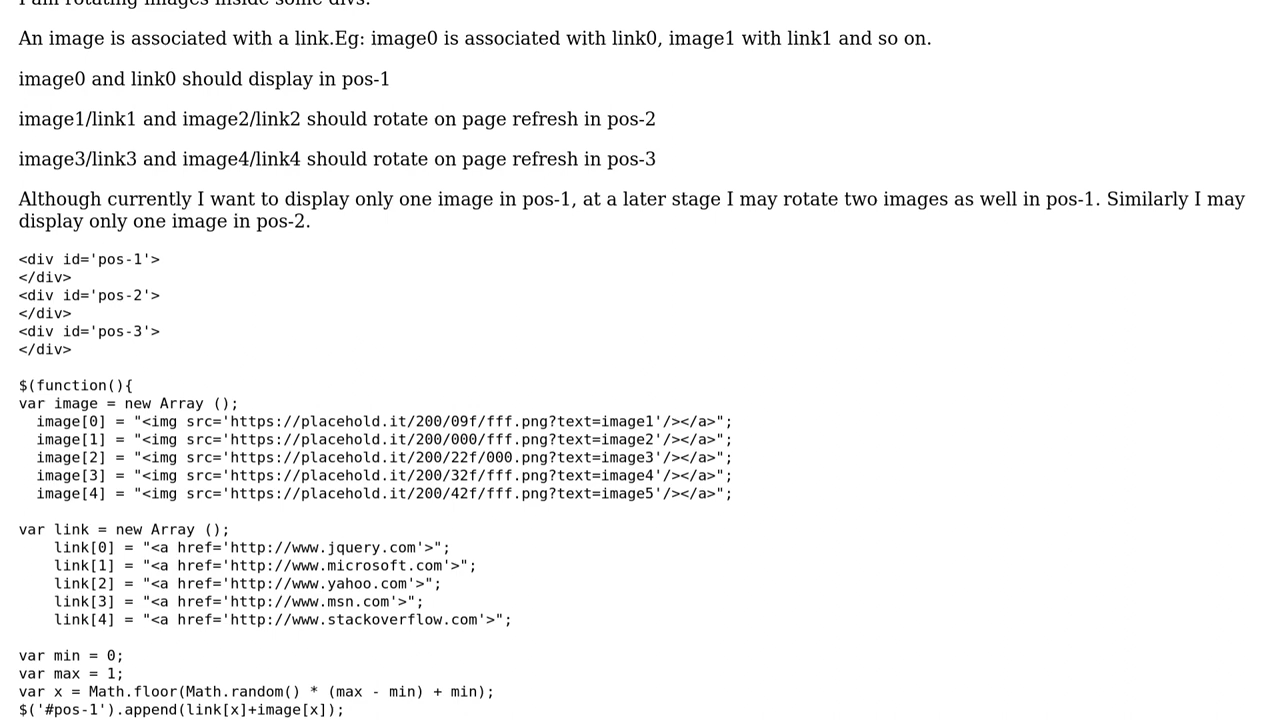 I am rotating images inside some divs.
An image is associated with a link.Eg: image0 is associated with link0, image1 with link1 and so on.
image0 and link0 should display in pos-1
image1/link1 and image2/link2 should rotate on page refresh in pos-2
image3/link3 and image4/link4 should rotate on page refresh in pos-3
Although currently I want to display only one image in pos-1, at a later stage I may rotate two images as well in pos-1. Similarly I may
display only one image in pos-2.
<div id='pos-1'>
</div>
<div id='pos-2'>
</div>
<div id='pos-3'>
</div>
$(function(){
var image = new Array ();
  image[0] = "<img src='https://placehold.it/200/09f/fff.png?text=image1'/></a>";
  image[1] = "<img src='https://placehold.it/200/000/fff.png?text=image2'/></a>";
  image[2] = "<img src='https://placehold.it/200/22f/000.png?text=image3'/></a>";
  image[3] = "<img src='https://placehold.it/200/32f/fff.png?text=image4'/></a>";
  image[4] = "<img src='https://placehold.it/200/42f/fff.png?text=image5'/></a>";
var link = new Array ();
    link[0] = "<a href='http://www.jquery.com'>";
    link[1] = "<a href='http://www.microsoft.com'>";
    link[2] = "<a href='http://www.yahoo.com'>";
    link[3] = "<a href='http://www.msn.com'>";
    link[4] = "<a href='http://www.stackoverflow.com'>";
var min = 0;
var max = 1;
var x = Math.floor(Math.random() * (max - min) + min);
$('#pos-1').append(link[x]+image[x]);